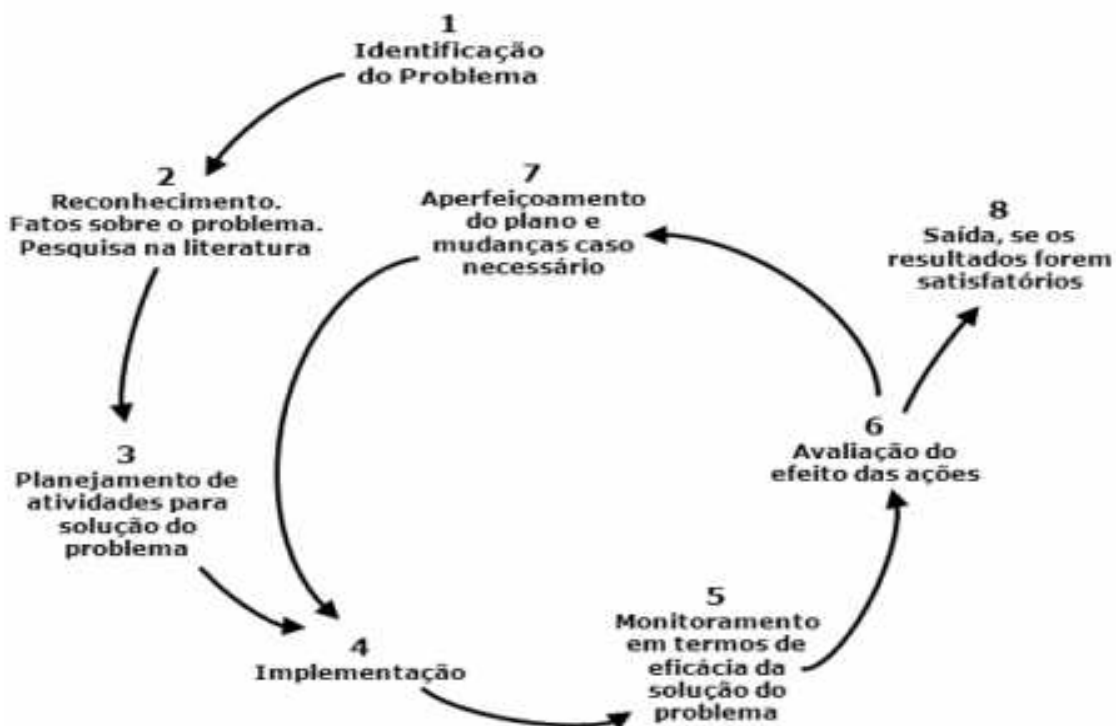 1
Identificação
do Problema
2
Reconhecimento.
Fatos sobre o problema.
Pesquisa na literatura
3
Planejamento de
atividades para
solução do
problema
4
Implementação
5
Monitoramento
em termos de
eficácia da
solução do
problema
6
Avaliação do
efeito das ações
7
Aperfeiçoamento
do plano e
mudanças caso
necessário
8
Saída, se os
resultados forem
satisfatórios